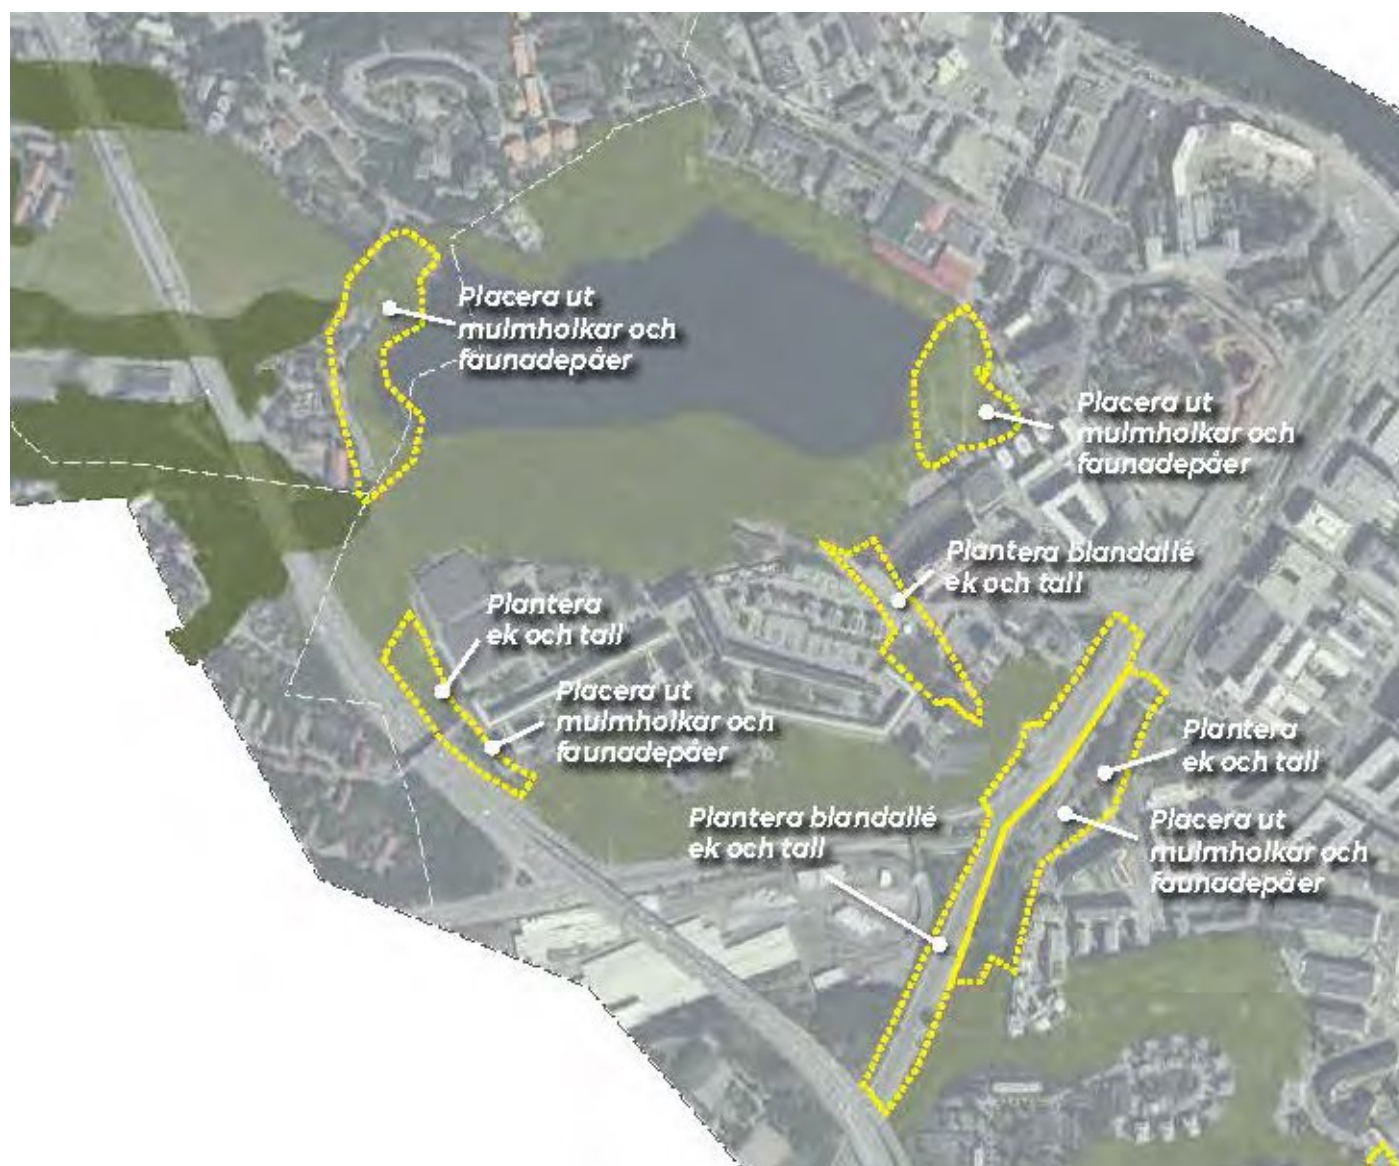 Placera ut
mulmholkar och
faunadepåer
Placera ut
mulmholkar och
faunadepåer
Plantera blandallé
ek och tall
Plantera
ek och tall
Placera ut
mulmholkar och
faunadepåer
Plantera
ek och tall
Plantera blandallé
ek och tall
Placera ut
mulmholkar och
faunadepåer